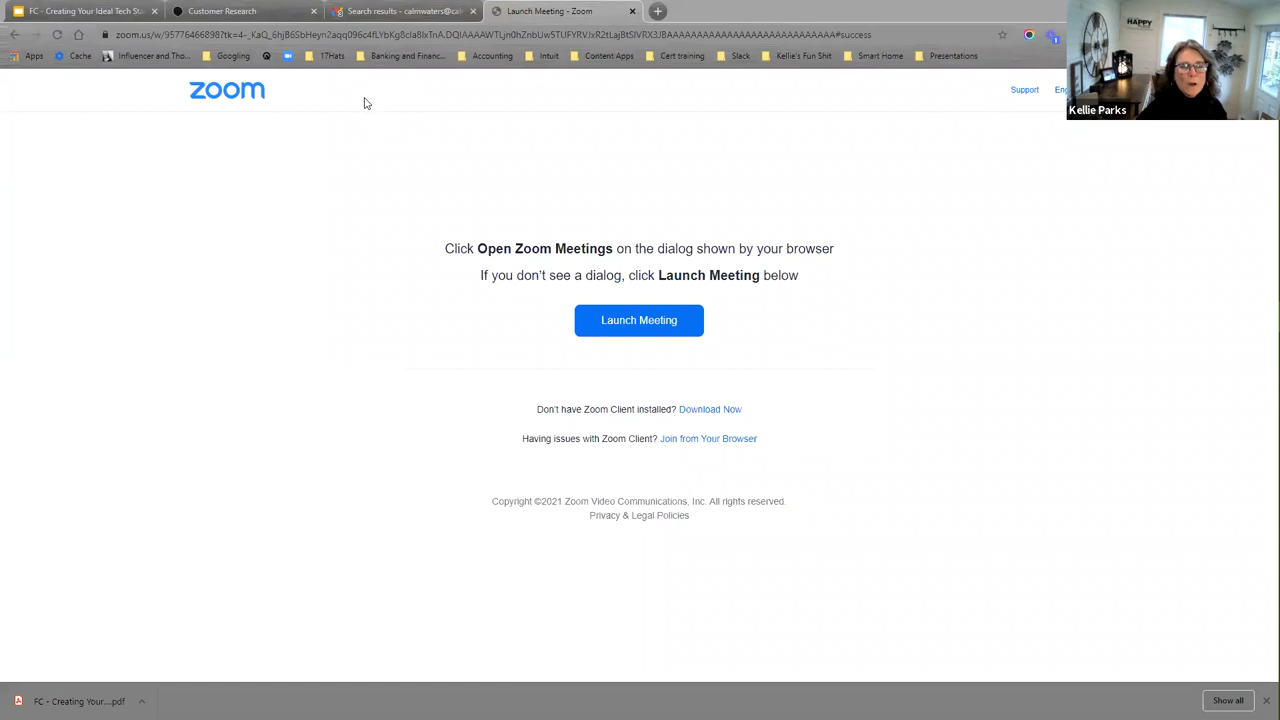 FC - Creating Your Ideal Tech Sta
Customer Research
Search results - calmwaters@cal
Launch Meeting - Zoom
Apps
Cache
Influencer and Tho...
Googling
17Hats
Banking and Financ...
Accounting
Intuit
Content Apps
Cert training
Slack
Kellie's Fun Shit
Smart Home
Presentations
HAPPY
Kellie Parks
zoom
Support
Click Open Zoom Meetings on the dialog shown by your browser
If you don't see a dialog, click Launch Meeting below
Launch Meeting
Don't have Zoom Client installed? Download Now
Having issues with Zoom Client? Join from Your Browser
Copyright ©2021 Zoom Video Communications, Inc. All rights reserved.
Privacy & Legal Policies
FC - Creating Your....pdf
Show all